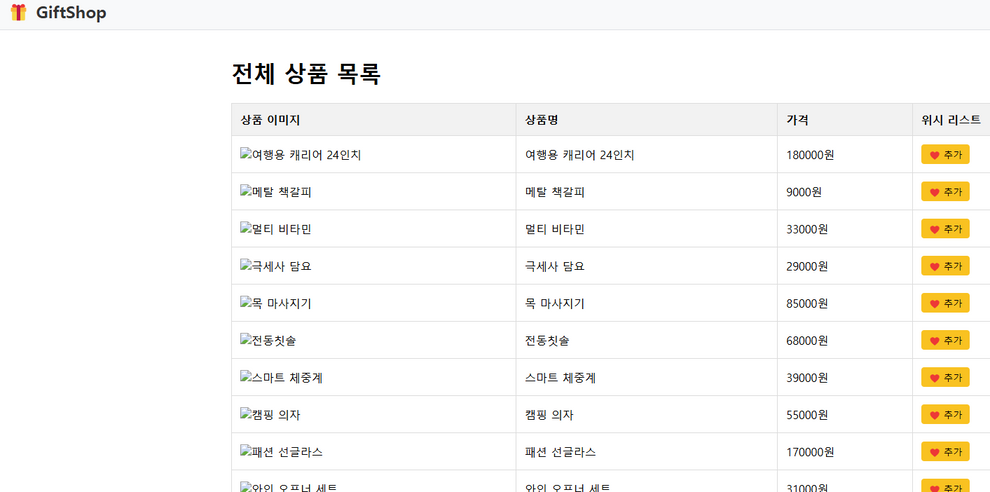 GiftShop
전체 상품 목록
상품 이미지 상품명 가격 위시 리스트
여행용 캐리어 24인치 여행용 캐리어 24인치 180000원 추가
메탈 책갈피 메탈 책갈피 9000원 추가
멀티 비타민 멀티 비타민 33000원 추가
극세사 담요 극세사 담요 29000원 추가
목 마사지기 목 마사지기 85000원 추가
전동칫솔 전동칫솔 68000원 추가
스마트 체중계 스마트 체중계 39000원 추가
캠핑 의자 캠핑 의자 55000원 추가
패션 선글라스 패션 선글라스 170000원 추가
와인 오프너 세트 와인 오프너 세트 31000원 추가